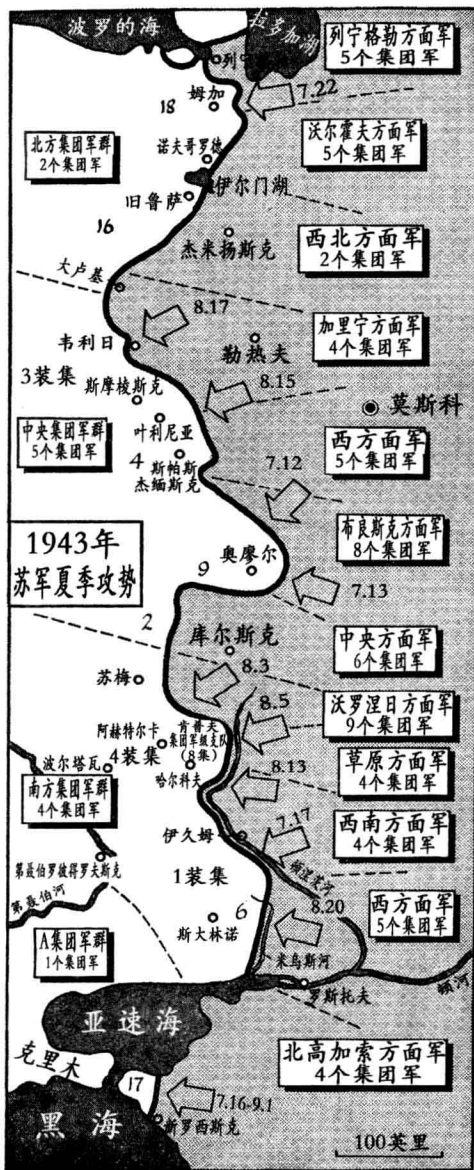 波罗的海
拉多加湖
列宁格勒方面军
5个集团军
列宁
7.22
姆加
18
沃尔霍夫方面军
5个集团军
北方集团军群
2个集团军
诺夫哥罗德
伊尔门湖
旧鲁萨
16
杰米扬斯克
西北方面军
2个集团军
大卢基
8.17
加里宁方面军
4个集团军
韦利日
勒热夫
3装集
8.15
斯摩棱斯克
莫斯科
叶利尼亚
中央集团军群
5个集团军
4
斯帕斯
杰缅斯克
西方面军
5个集团军
7.12
布良斯克方面军
8个集团军
1943年
苏军夏季攻势
奥廖尔
9
7.13
2
中央方面军
6个集团军
库尔斯克
8.3
苏梅
沃罗涅日方面军
9个集团军
8.5
阿赫特尔卡
肯普夫
集团军级支队
(8集)
4装集
波尔塔瓦
哈尔科夫
8.13
草原方面军
4个集团军
南方集团军群
4个集团军
西南方面军
4个集团军
7.17
伊久姆
第聂伯罗彼得罗夫斯克
顿涅茨河
1装集
第聂伯河
8.20
西方面军
5个集团军
6
斯大林诺
A集团军群
1个集团军
米乌斯河
罗斯托夫
顿河
亚速海
北高加索方面军
4个集团军
克里木
17
7.16-9.1
黑海
新罗西斯克
100英里